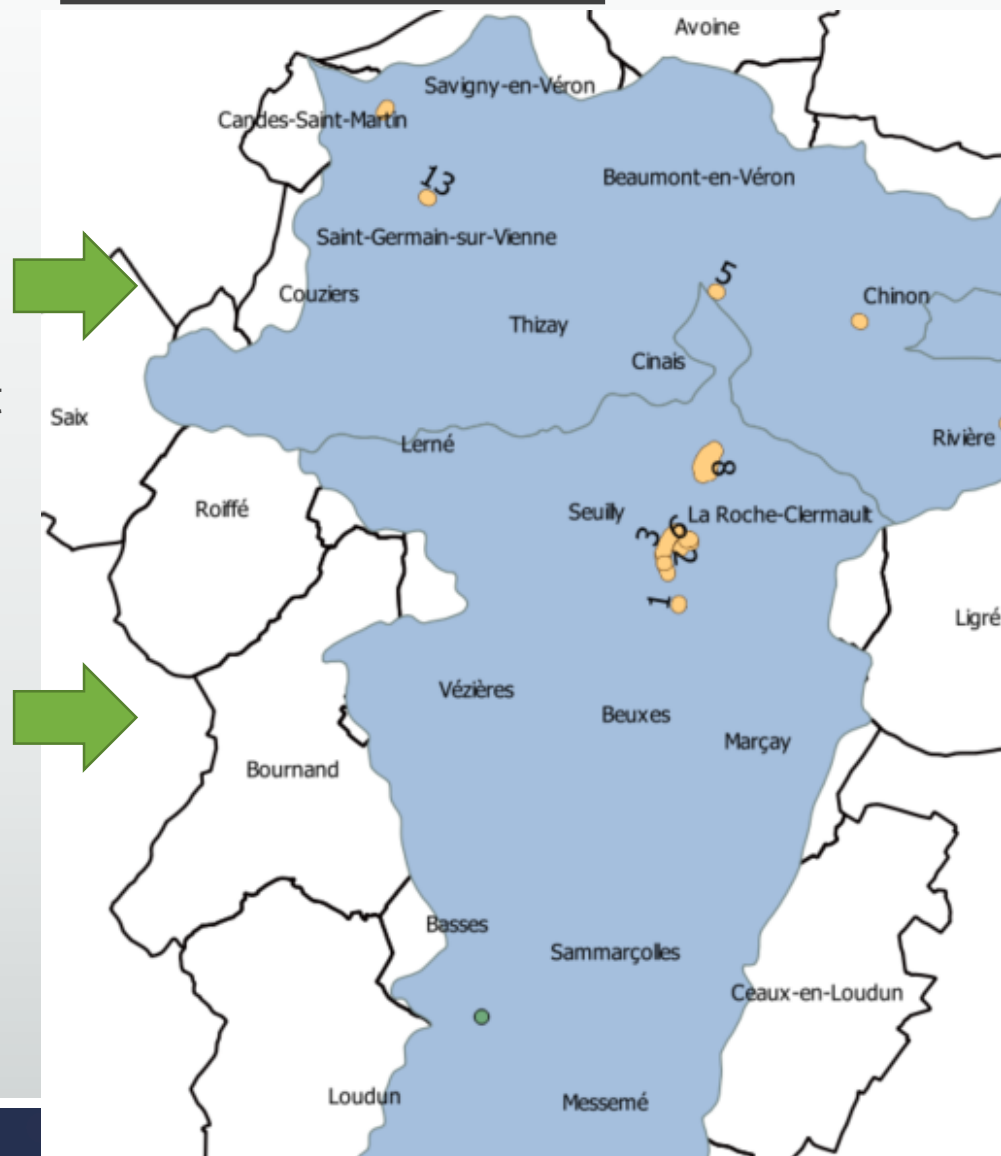 Avoine
Savigny-en-Véron
Candes-Saint-Martin
13
Beaumont-en-Véron
Saint-Germain-sur-Vienne
5
Couziers
Chinon
Thizay
Cinais
Saix
Lerné
Rivière
8
Roiffé
Seuilly
La Roche-Clermault
6
3
2
1
Ligré
Vézières
Beuxes
Marçay
Bournand
Basses
Sammarçolles
Ceaux-en-Loudun
Loudun
Messemé